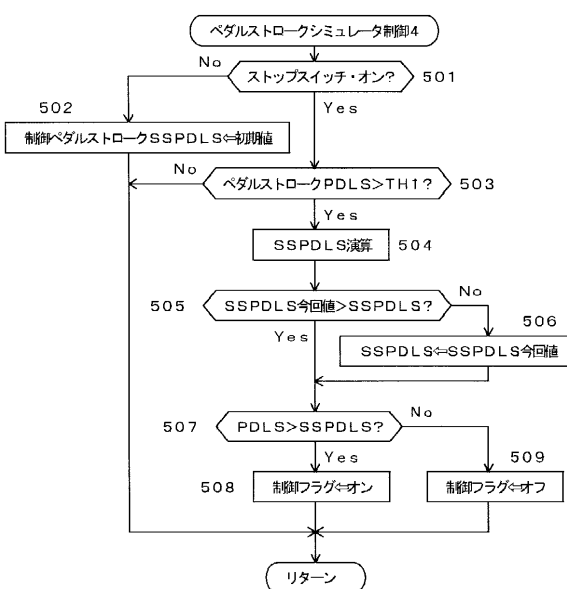 ペダルストロークシミュレータ制御4
No
ストップスイッチ・オン?
501
502
Yes
制御ペダルストロークSSPDLS⇐初期値
No
ペダルストロークPDLS>TH1?
503
Yes
SSPDLS演算
504
No
505
SSPDLS今回値>SSPDLS?
506
Yes
SSPDLS⇐SSPDLS今回値
No
507
PDLS>SSPDLS?
Yes
509
508
制御フラグ⇐オン
制御フラグ⇐オフ
リターン